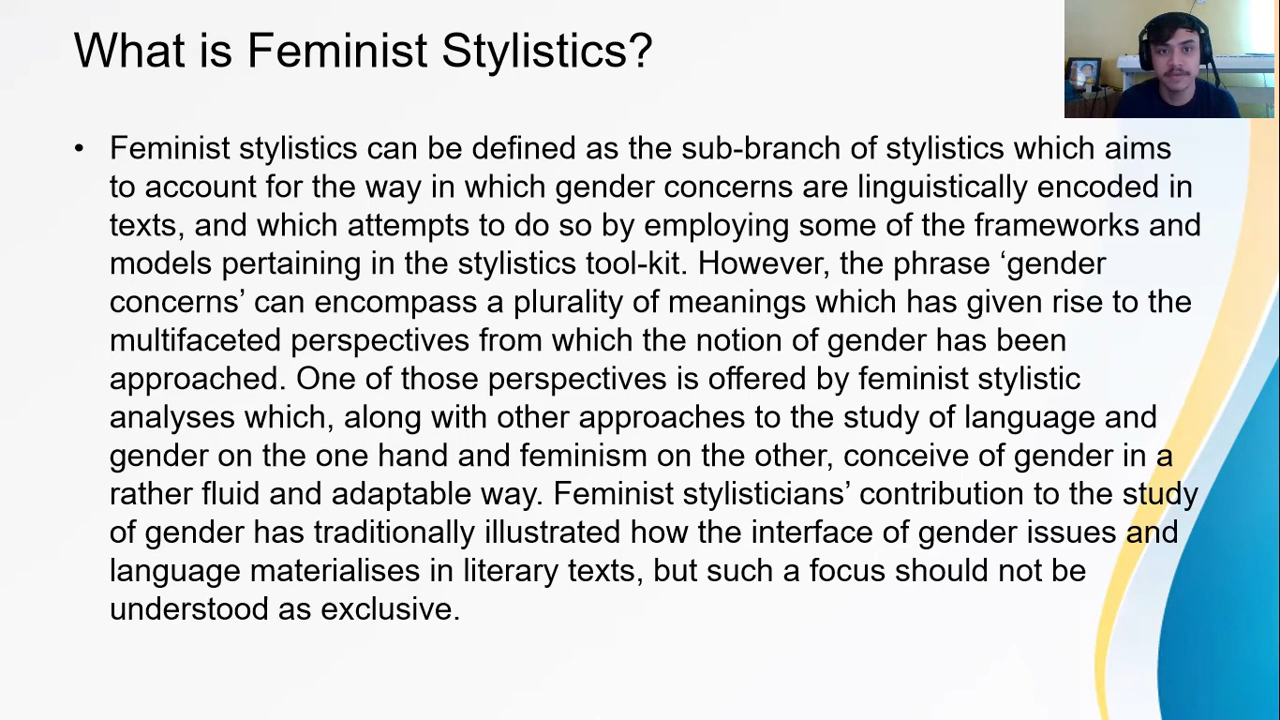 What is Feminist Stylistics?
• Feminist stylistics can be defined as the sub-branch of stylistics which aims
to account for the way in which gender concerns are linguistically encoded in
texts, and which attempts to do so by employing some of the frameworks and
models pertaining in the stylistics tool-kit. However, the phrase ‘gender
concerns’ can encompass a plurality of meanings which has given rise to the
multifaceted perspectives from which the notion of gender has been
approached. One of those perspectives is offered by feminist stylistic
analyses which, along with other approaches to the study of language and
gender on the one hand and feminism on the other, conceive of gender in a
rather fluid and adaptable way. Feminist stylisticians’ contribution to the study
of gender has traditionally illustrated how the interface of gender issues and
language materialises in literary texts, but such a focus should not be
understood as exclusive.